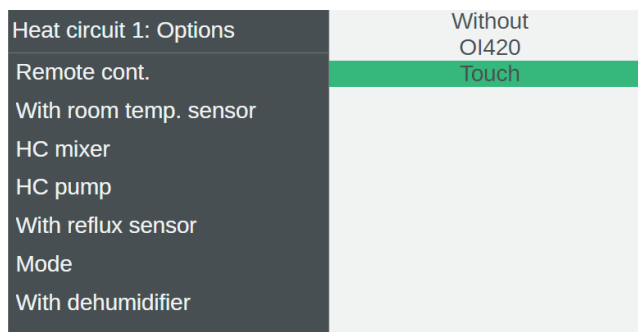 Heat circuit 1: Options
Remote cont.
With room temp. sensor
HC mixer
HC pump
With reflux sensor
Mode
With dehumidifier
Without
OI420
Touch